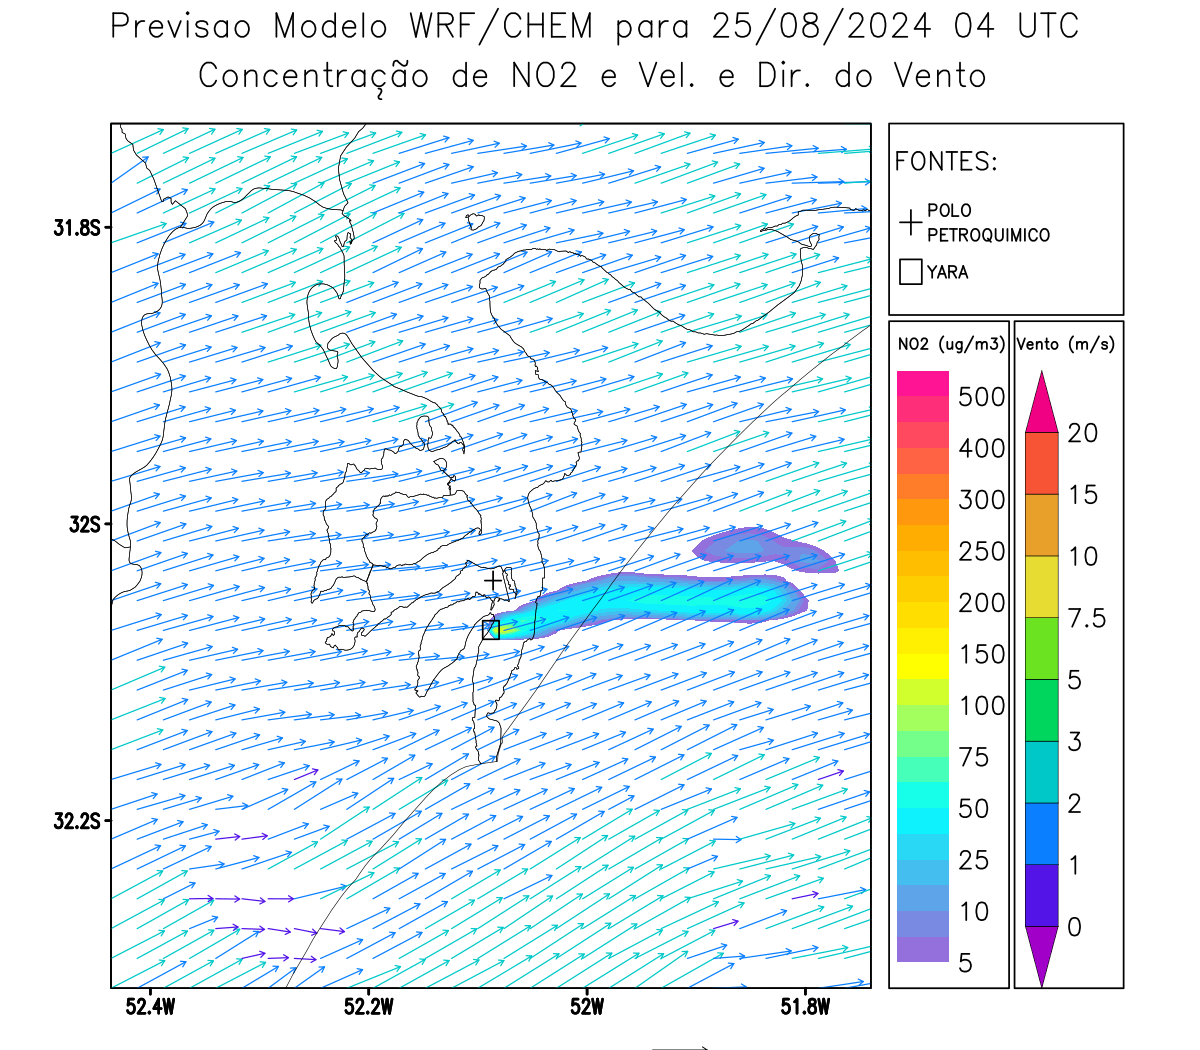 Previsao Modelo WRF/CHEM para 25/08/2024 04 UTC
Concentração de NO2 e Vel. e Dir. do Vento
FONTES:
POLO
PETROQUIMICO
YARA
NO2 (ug/m3)
500
400
300
250
200
150
100
75
50
25
10
5
Vento (m/s)
20
15
10
7.5
5
3
2
1
0
31.8S
32S
32.2S
52.4W
52.2W
52W
51.8W